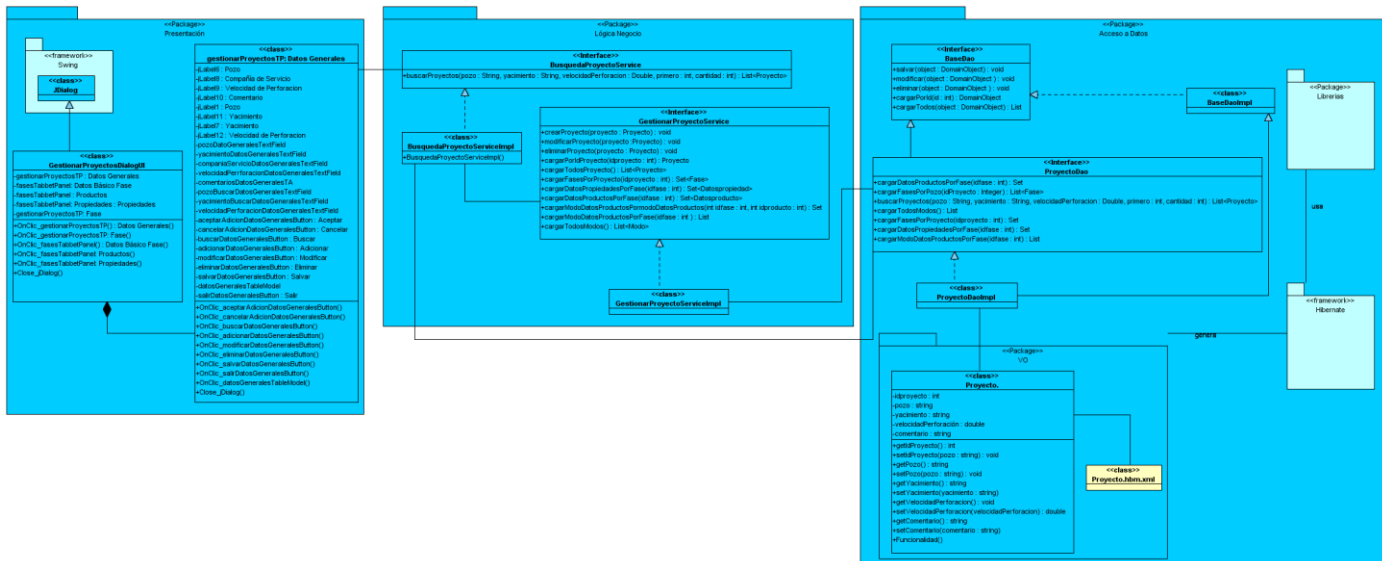 <<Package>>
Presentación
<<framework>>
Swing
<<class>>
JDialog
<<class>>
GestionarProyectosDialogUI
-gestionarProyectosTP : Datos Generales
-fasesTabbetPanel: Datos Básico Fase
-fasesTabbetPanel : Productos
-fasesTabbetPanel: Propiedades : Propiedades
-gestionarProyectosTP: Fase
+OnClic_gestionarProyectosTP() : Datos Generales()
+OnClic_gestionarProyectosTP: Fase()
+OnClic_fasesTabbetPanel() : Datos Básico Fase()
+OnClic_fasesTabbetPanel: Productos()
+OnClic_fasesTabbetPanel: Propiedades()
+Close_jDialog()
<<class>>
gestionarProyectosTP: Datos Generales
-jLabel8 : Compañía de Servicio
-jLabel9 : Velocidad de Perforacion
-jLabel10 : Comentario
-jLabel1 : Pozo
-jLabel11 : Yacimiento
-jLabel7 : Yacimiento
-jLabel12 : Velocidad de Perforacion
-pozoDatoGeneralesTextField
-yacimientoDatosGeneralesTextField
-companiaServicioDatosGeneralesTextField
-velocidadPerrforacionDatosGeneralesTextField
-comentariosDatosGeneralesTA
-pozoBuscarDatosGeneralesTextField
-yacimientoBuscarDatosGeneralesTextField
-velocidadPerforacionDatosGeneralesTextField
-aceptarAdicionDatosGeneralesButton : Aceptar
-cancelarAdicionDatosGeneralesButton : Cancelar
-buscarDatosGeneralesButton : Buscar
-adicionarDatosGeneralesButton : Adicionar
-modificarDatosGeneralesButton : Modificar
-eliminarDatosGeneralesButton : Eliminar
-salvarDatosGeneralesButton : Salvar
-datosGeneralesTableModel
-salirDatosGeneralesButton : Salir
+OnClic_aceptarAdicionDatosGeneralesButton()
+OnClic_cancelarAdicionDatosGeneralesButton()
+OnClic_buscarDatosGeneralesButton()
+OnClic_adicionarDatosGeneralesButton()
+OnClic_modificarDatosGeneralesButton()
+OnClic_eliminarDatosGeneralesButton()
+OnClic_salvarDatosGeneralesButton()
+OnClic_salirDatosGeneralesButton()
+OnClic_datosGeneralesTableModel()
+Close_jDialog()
<<Package>>
Lógica Negocio
<<Interface>>
BusquedaProyectoService
+buscarProyectos(pozo : String, yacimiento : String, velocidadPerforacion : Double, primero : int, cantidad : int) : List<Proyecto>
<<class>>
BusquedaProyectoServiceImpl
+BusquedaProyectoServiceImpl()
<<Interface>>
GestionarProyectoService
+crearProyecto(proyecto : Proyecto) : void
+modificarProyecto(proyecto :Proyecto) : void
+eliminarProyecto(proyecto : Proyecto) : void
+cargarPorIdProyecto(idproyecto : int) : Proyecto
+cargarTodosProyecto() : List<Proyecto>
+cargarFasesPorProyecto(idproyecto : int) : Set<Fase>
+cargarDatosPropiedadesPorFase(idfase : int) : Set<Datospropiedad>
+cargarDatosProductosPorFase(idfase : int) : Set<Datosproducto>
+cargarModaDatosProductosPormodoDatosProductos(int idfase : int, int idproducto : int) : Set
+cargarModoDatosProductosPorFase(idfase : int ) : List
+cargarTodosModos() : List<Modo>
<<class>>
GestionarProyectoServiceImpl
<<Package>>
Acceso a Datos
<<Interface>>
BaseDao
+salvar(object : DomainObject) : void
+modificar(object : DomainObject ) : void
+eliminar(object : DomainObject ) : void
+cargarPorId(id : int) : DomainObject
+cargarTodos(object : DomainObject) : List
<<class>>
BaseDaoImpl
<<Interface>>
ProyectoDao
+cargarDatosProductosPorFase(idfase : int) : Set
+cargarFasesPorPozo(idProyecto : Integer) : List<Fase>
+buscarProyectos(pozo : String, yacimiento : String, velocidadPerforacion : Double, primero : int, cantidad : int) : List<Proyecto>
+cargarTodosModos() : List
+cargarFasesPorProyecto(idproyecto : int) : Set
+cargarDatosPropiedadesPorFase(idfase : int) : Set
+cargarModoDatosProductosPorFase(idfase : int) : List
<<class>>
ProyectoDaoImpl
<<Package>>
Librerías
usa
<<framework>>
Hibernate
genera
<<Package>>
VO
<<class>>
Proyecto.
-idproyecto : int
-pozo : string
-yacimiento : string
-velocidadPerforación : double
-comentario : string
+getIdProyecto() : int
+setIdProyecto(pozo : string) : void
+getPozo() : string
+setPozo(pozo : string) : void
+getYacimiento() : string
+setYacimiento(yacimiento : string)
+getVelocidadPerforacion() : void
+setVelocidadPerforacion(velocidadPerforacion) : double
+getComentario() : string
+setComentario(comentario : string)
+Funcionalidad()
<<class>>
Proyecto.hbm.xml